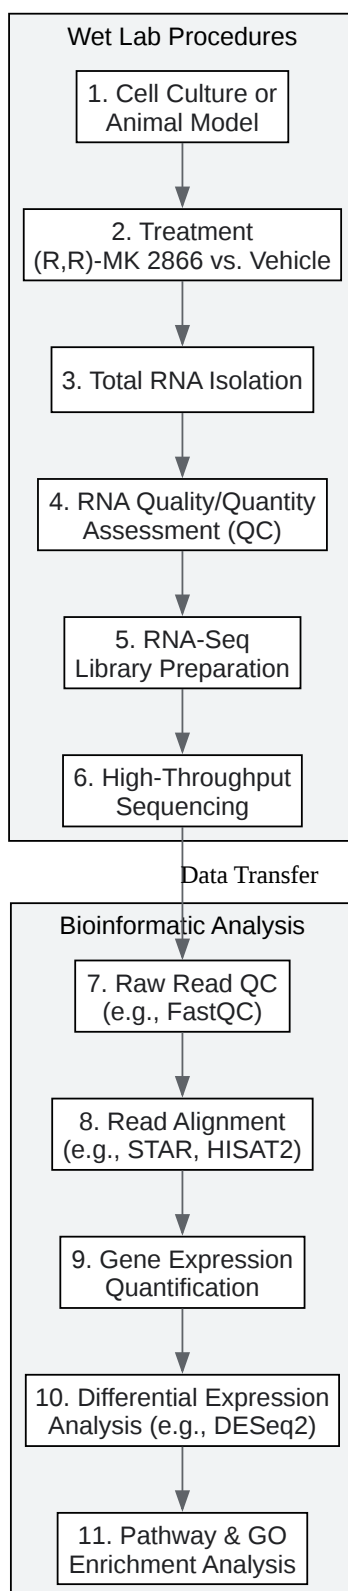 Wet Lab Procedures
1. Cell Culture or
Animal Model
2. Treatment
(R,R)-MK 2866 vs. Vehicle
3. Total RNA Isolation
4. RNA Quality/Quantity
Assessment (QC)
5. RNA-Seq
Library Preparation
6. High-Throughput
Sequencing
Data Transfer
Bioinformatic Analysis
7. Raw Read QC
(e.g., FastQC)
8. Read Alignment
(e.g., STAR, HISAT2)
9. Gene Expression
Quantification
10. Differential Expression
Analysis (e.g., DESeq2)
11. Pathway & GO
Enrichment Analysis